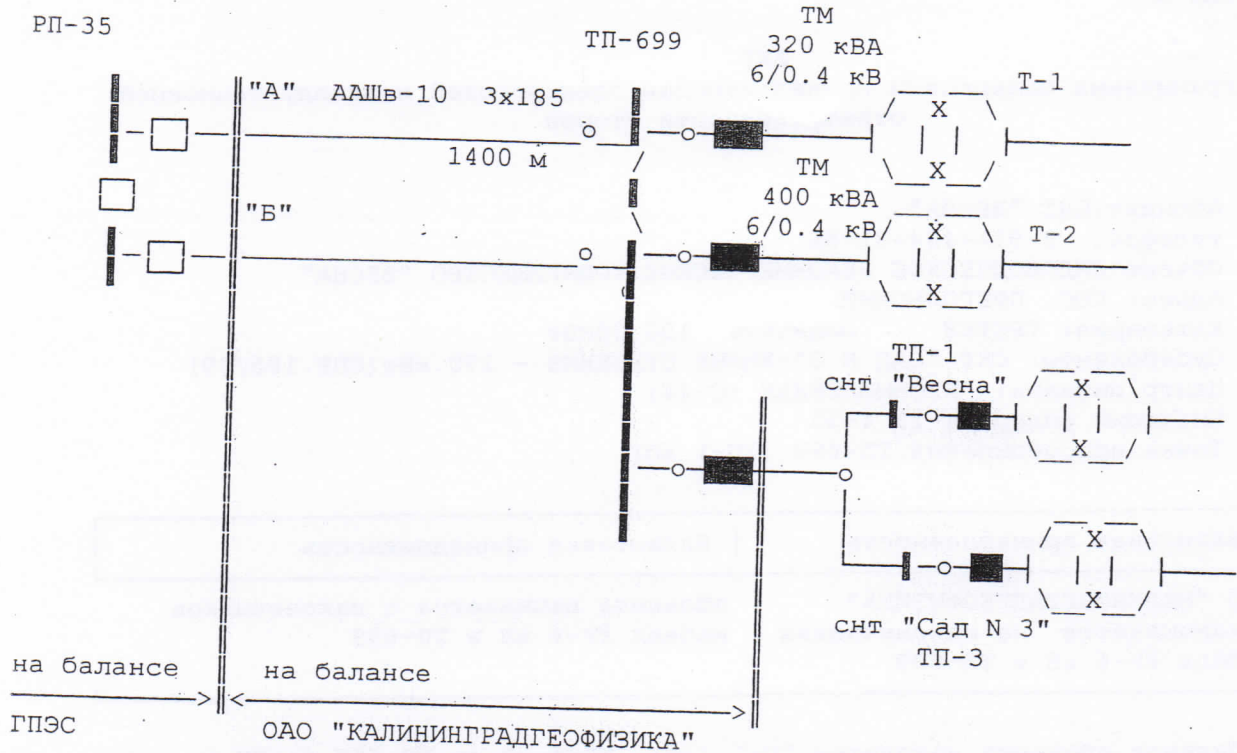 РП-35
ТП-699
ТМ
320 кВА
6/0.4 кВ
Т-1
"А" ААШв-10 3х185
1400 м
ТМ
400 кВА
6/0.4 кВ
"Б"
Т-2
ТП-1
снт "Весна"
снт "Сад N 3"
ТП-3
на балансе
на балансе
ГПЭС
ОАО "КАЛИНИНГРАДГЕОФИЗИКА"